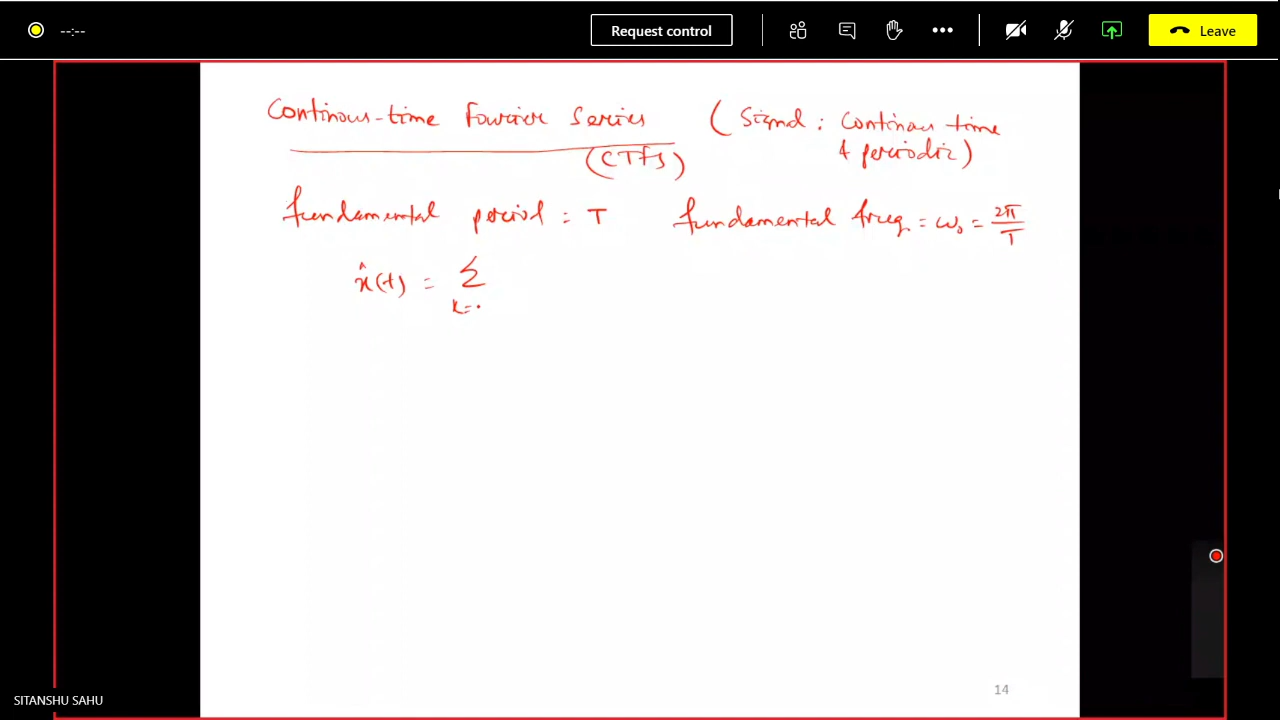 --:--
Request control
Leave
Continous-time Fourier Series (Signal : Continous time
(CTFS) & periodic)
fundamental period = T fundamental freq. = ω₀ = 2π/T
x̂(t) = Σ
k=
14
SITANSHU SAHU